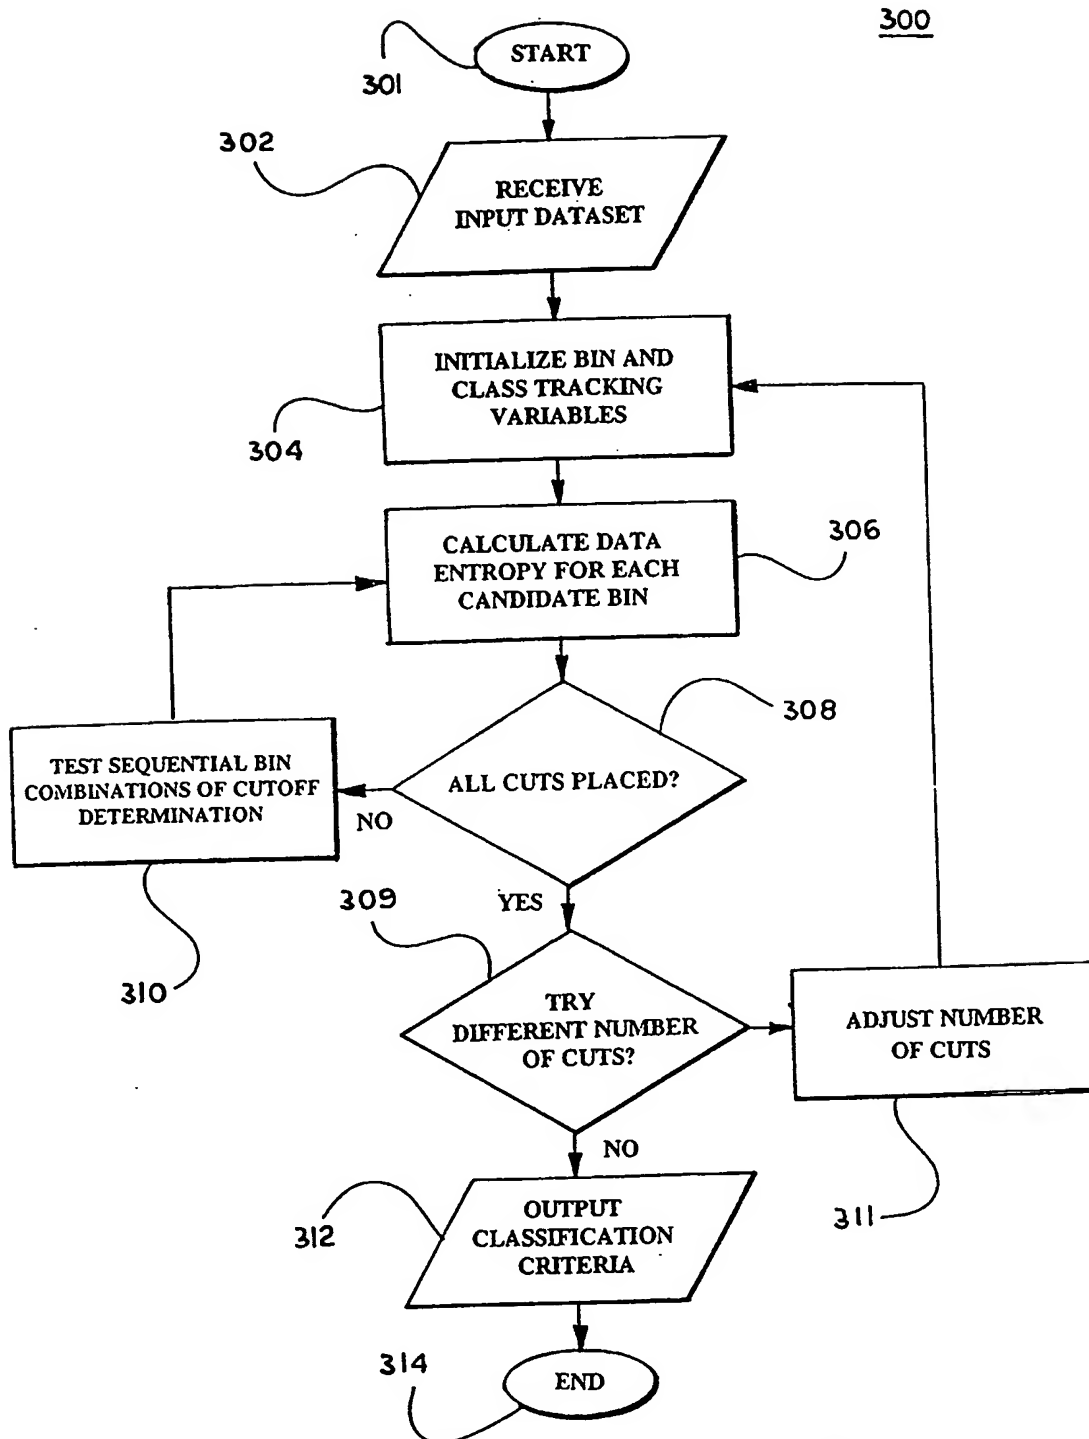 300
START
301
302
RECEIVE
INPUT DATASET
INITIALIZE BIN AND
CLASS TRACKING
VARIABLES
304
CALCULATE DATA
ENTROPY FOR EACH
CANDIDATE BIN
306
308
ALL CUTS PLACED?
TEST SEQUENTIAL BIN
COMBINATIONS OF CUTOFF
DETERMINATION
NO
310
YES
309
TRY
DIFFERENT NUMBER
OF CUTS?
ADJUST NUMBER
OF CUTS
311
NO
312
OUTPUT
CLASSIFICATION
CRITERIA
314
END